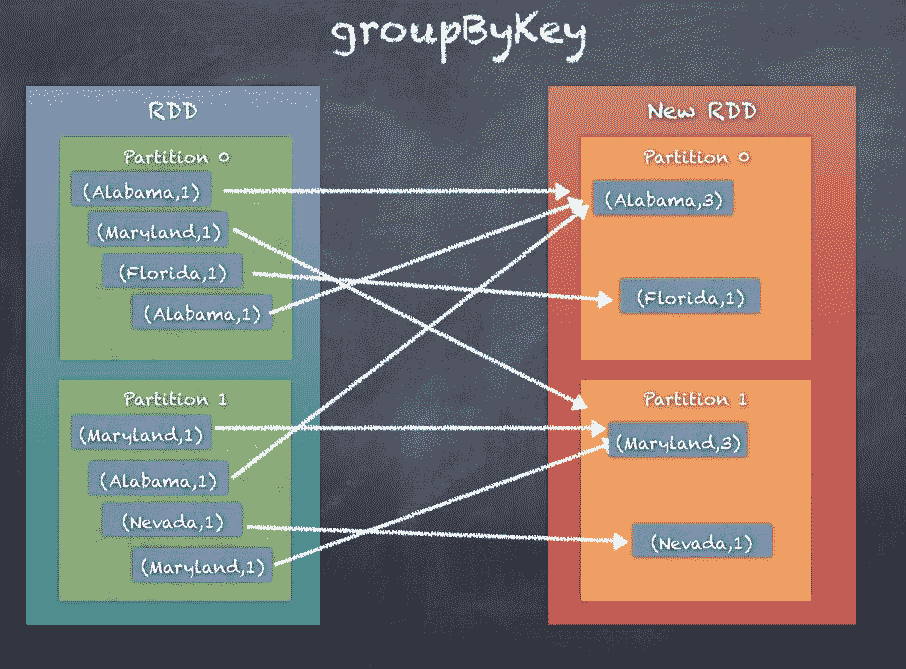 groupByKey
RDD
Partition 0
(Alabama,1)
(Maryland,1)
(Florida,1)
(Alabama,1)
Partition 1
(Maryland,1)
(Alabama,1)
(Nevada,1)
(Maryland,1)
New RDD
Partition 0
(Alabama,3)
(Florida,1)
Partition 1
(Maryland,3)
(Nevada,1)